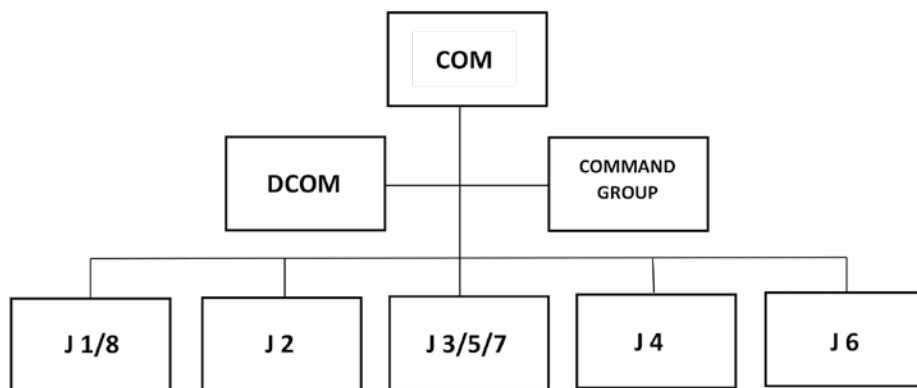 COM
DCOM
COMMAND
GROUP
J 1/8
J 2
J 3/5/7
J 4
J 6